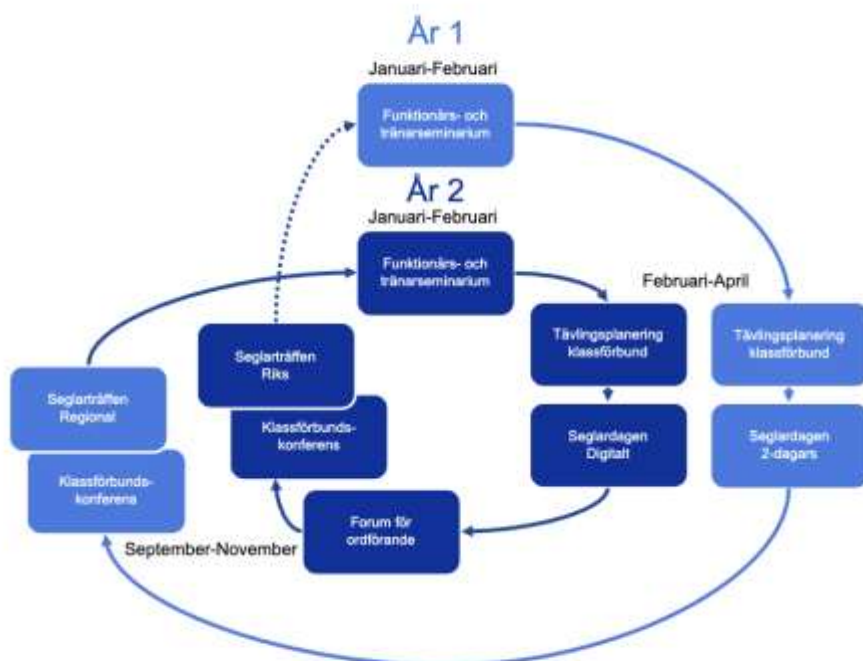 År 1
Januari-Februari
Funktionärs- och
tränarseminarium
År 2
Januari-Februari
Funktionärs- och
tränarseminarium
Februari-April
Tävlingsplanering
klassförbund
Tävlingsplanering
klassförbund
Seglarträffen
Riks
Seglarträffen
Regional
Klassförbunds-
konferens
Seglardagen
Digitalt
Seglardagen
2-dagars
Klassförbunds-
konferens
Forum för
ordförande
September-November